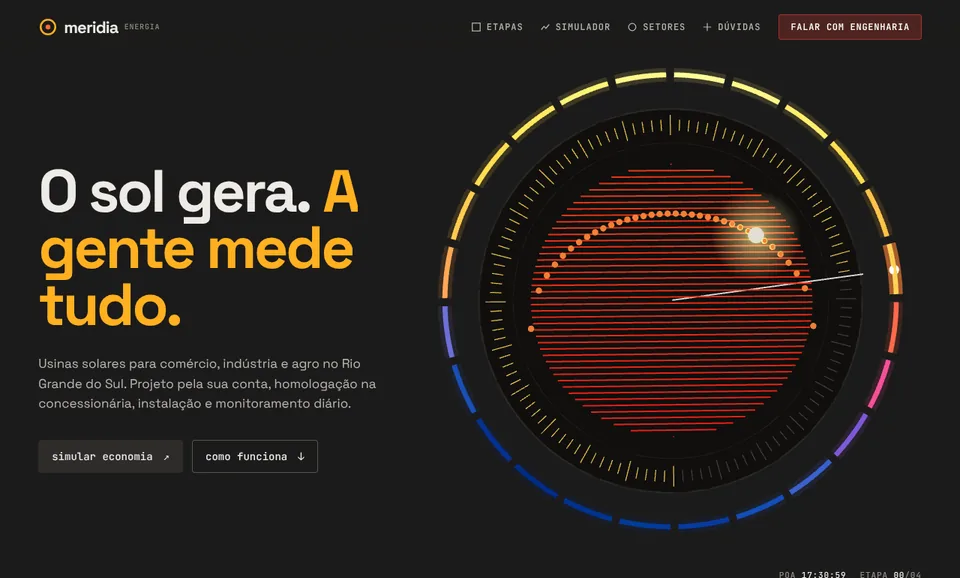 meridia ENERGIA
ETAPAS SIMULADOR SETORES DÚVIDAS FALAR COM ENGENHARIA
O sol gera. A
gente mede
tudo.
Usinas solares para comércio, indústria e agro no Rio
Grande do Sul. Projeto pela sua conta, homologação na
concessionária, instalação e monitoramento diário.
simular economia ↗ como funciona ↓
POA 17:30:59 ETAPA 00/04